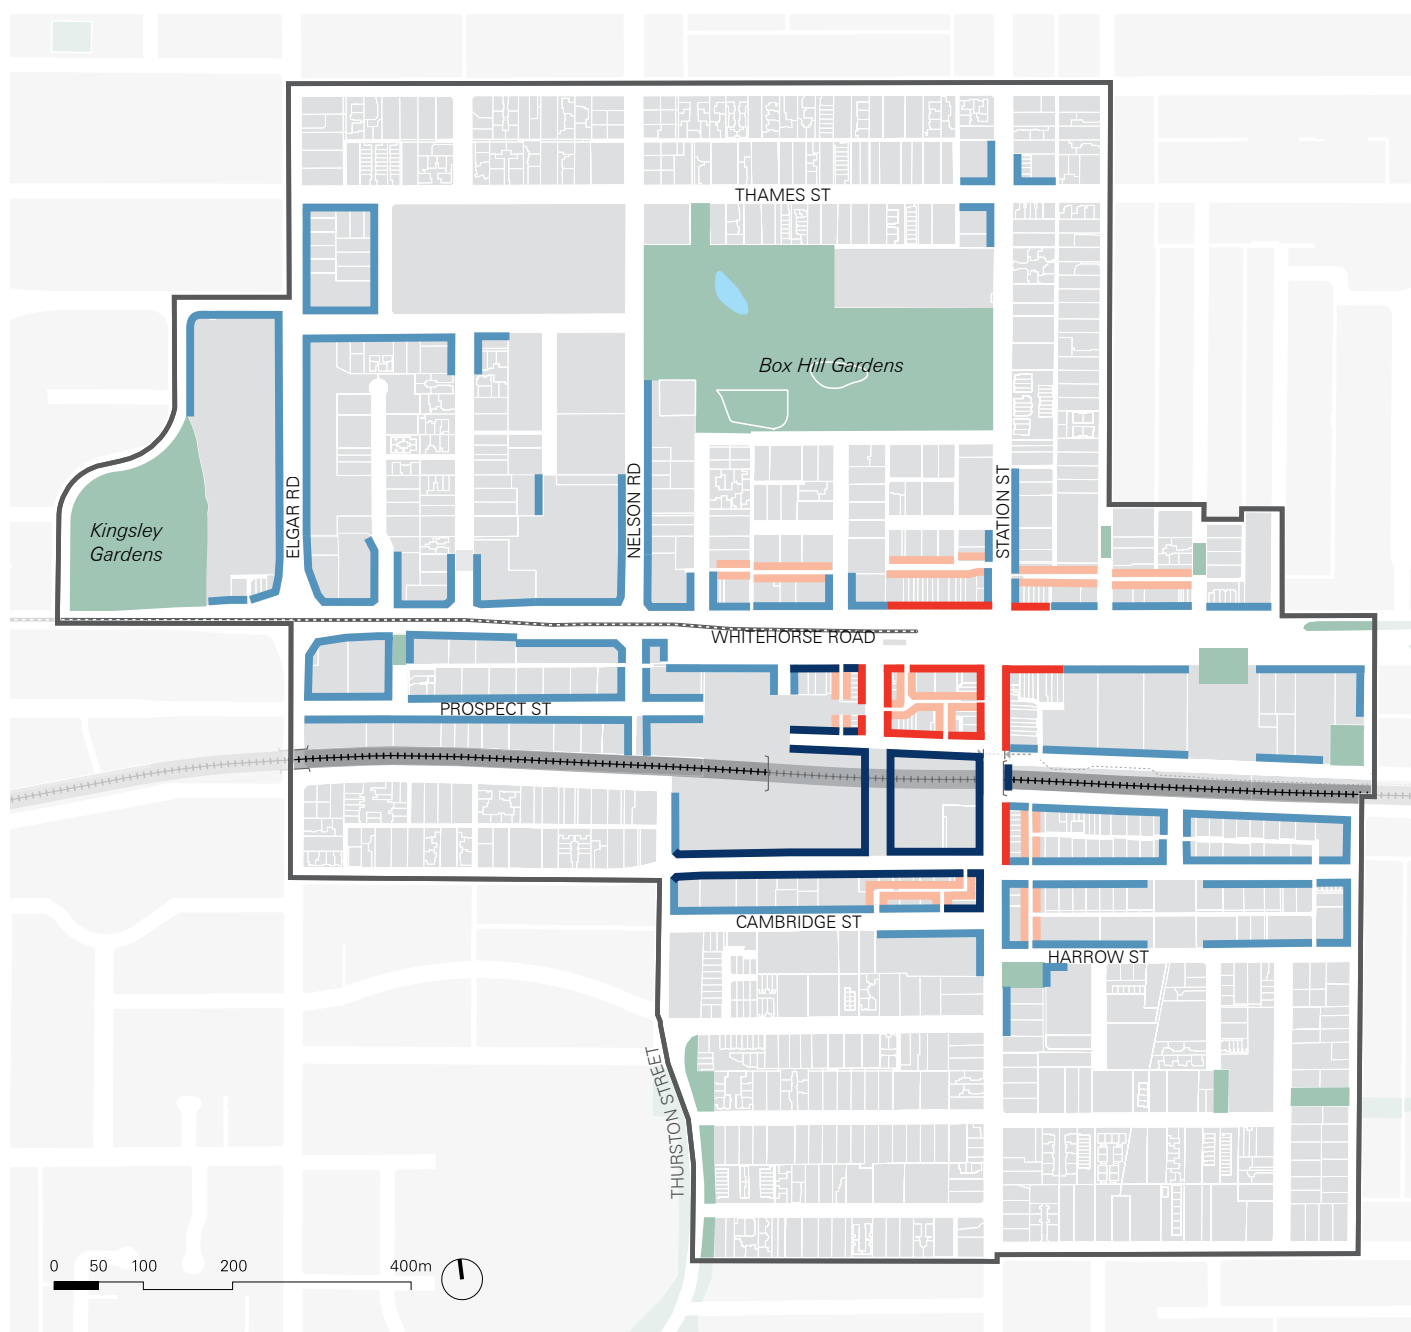 THAMES ST
Box Hill Gardens
ELGAR RD
NELSON RD
STATION ST
Kingsley
Gardens
WHITEHORSE ROAD
PROSPECT ST
CAMBRIDGE ST
HARROW ST
THURSTON STREET
0 50 100 200 400m